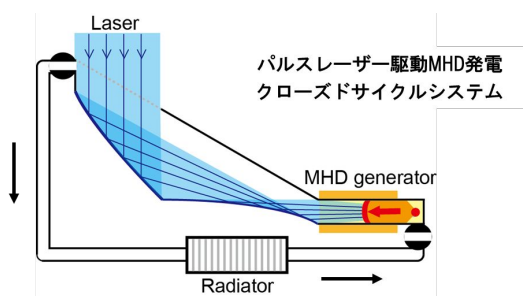 Laser
パルスレーザー駆動MHD発電
クローズドサイクルシステム
MHD generator
Radiator